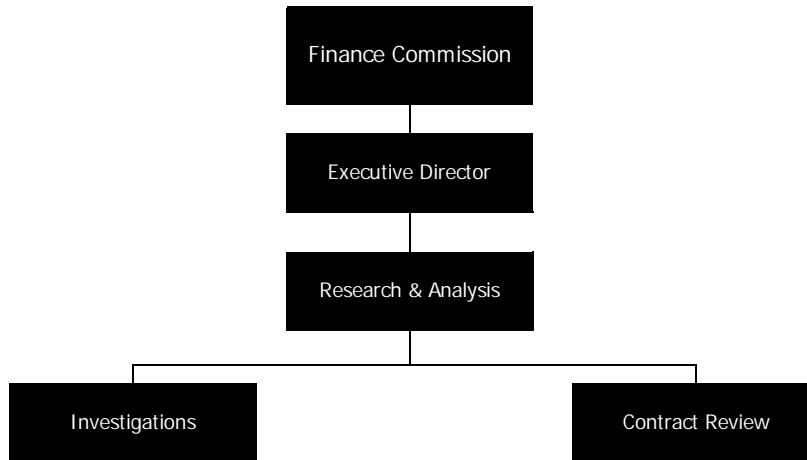 Finance Commission
Executive Director
Research & Analysis
Investigations
Contract Review